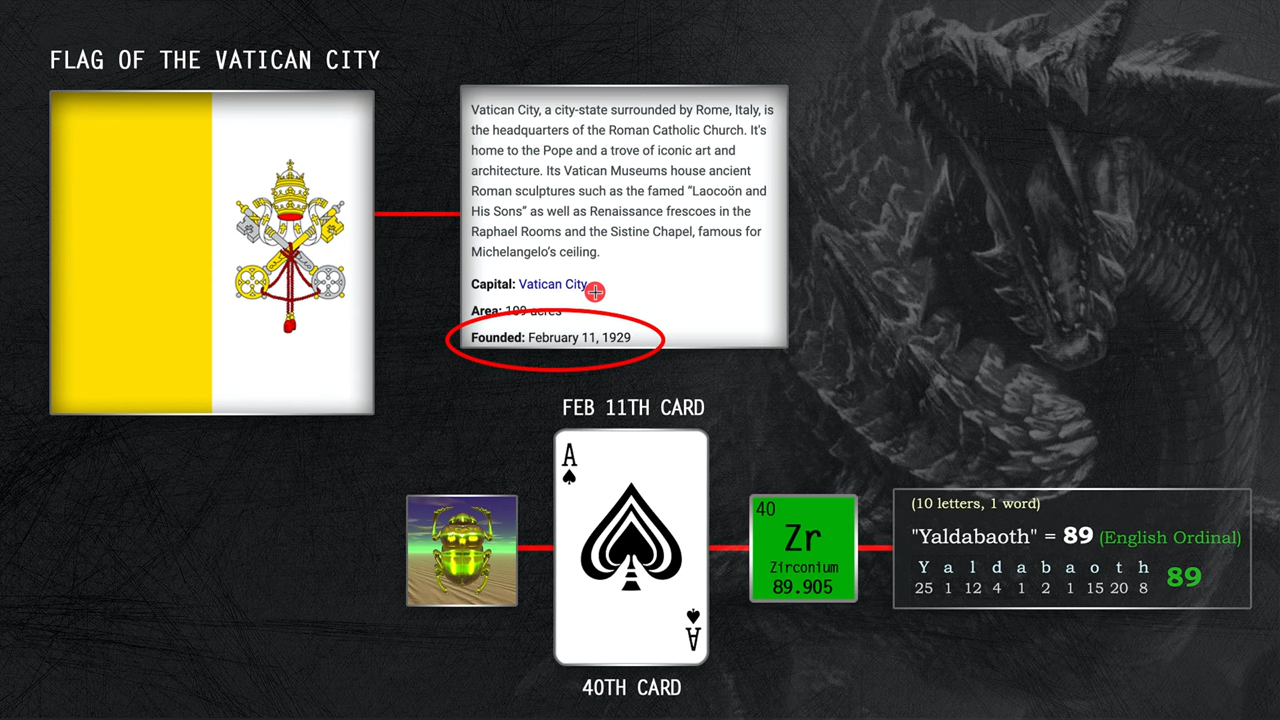 FLAG OF THE VATICAN CITY
Vatican City, a city-state surrounded by Rome, Italy, is
the headquarters of the Roman Catholic Church. It's
home to the Pope and a trove of iconic art and
architecture. Its Vatican Museums house ancient
Roman sculptures such as the famed “Laocoön and
His Sons” as well as Renaissance frescoes in the
Raphael Rooms and the Sistine Chapel, famous for
Michelangelo’s ceiling.
Capital: Vatican City
Area: 109 acres
Founded: February 11, 1929
FEB 11TH CARD
A
A
40TH CARD
40
Zr
Zirconium
89.905
(10 letters, 1 word)
"Yaldabaoth" = 89 (English Ordinal)
Y a l d a b a o t h
25 1 12 4 1 2 1 15 20 8
89